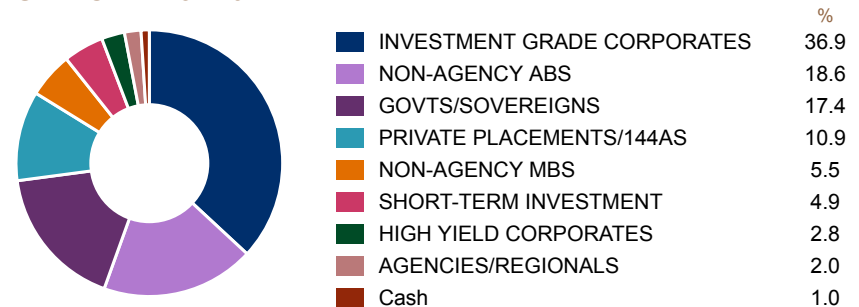 %
INVESTMENT GRADE CORPORATES 36.9
NON-AGENCY ABS 18.6
GOVTS/SOVEREIGNS 17.4
PRIVATE PLACEMENTS/144AS 10.9
NON-AGENCY MBS 5.5
SHORT-TERM INVESTMENT 4.9
HIGH YIELD CORPORATES 2.8
AGENCIES/REGIONALS 2.0
Cash 1.0